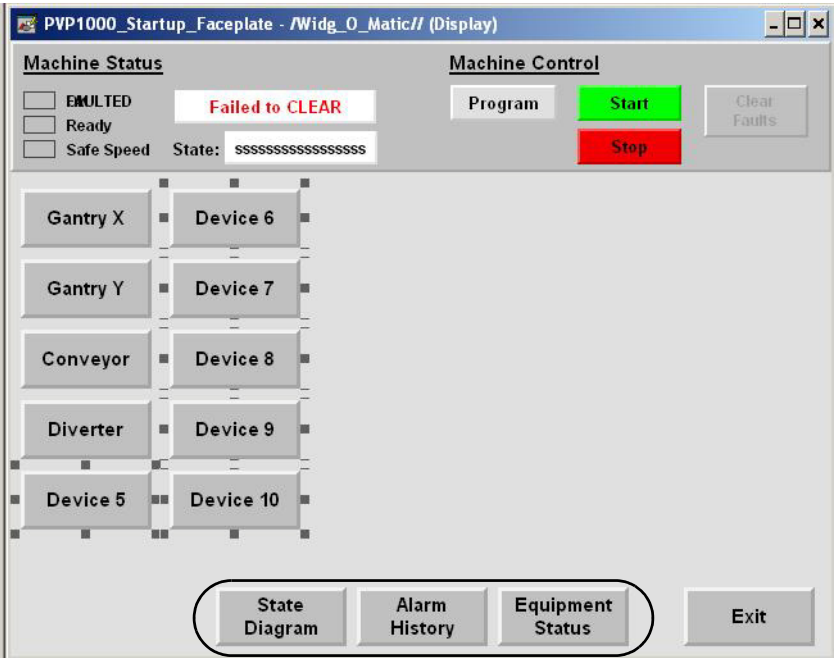 PVP1000_Startup_Faceplate - /Widg_O_Matic// (Display)
Machine Status
Machine Control
FAULTED
Ready
Safe Speed
Failed to CLEAR
State: sssssssssssssssss
Program
Start
Stop
Clear
Faults
Gantry X
Device 6
Gantry Y
Device 7
Conveyor
Device 8
Diverter
Device 9
Device 5
Device 10
State
Diagram
Alarm
History
Equipment
Status
Exit